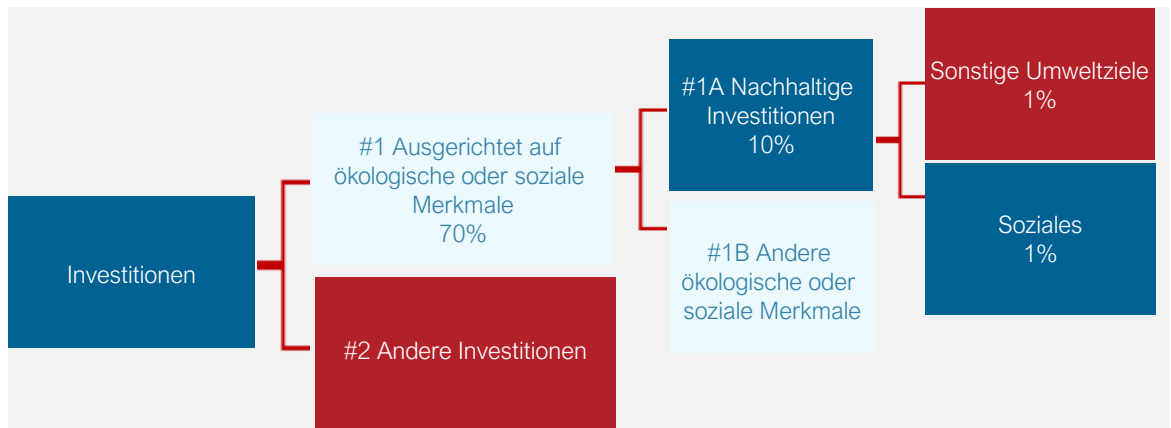 Investitionen
#1 Ausgerichtet auf
ökologische oder soziale
Merkmale
70%
#2 Andere Investitionen
#1A Nachhaltige
Investitionen
10%
#1B Andere
ökologische oder
soziale Merkmale
Sonstige Umweltziele
1%
Soziales
1%